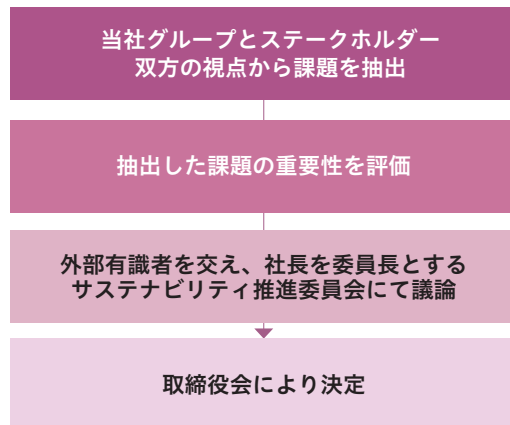 当社グループとステークホルダー
双方の視点から課題を抽出
抽出した課題の重要性を評価
外部有識者を交え、社長を委員長とする
サステナビリティ推進委員会にて議論
取締役会により決定